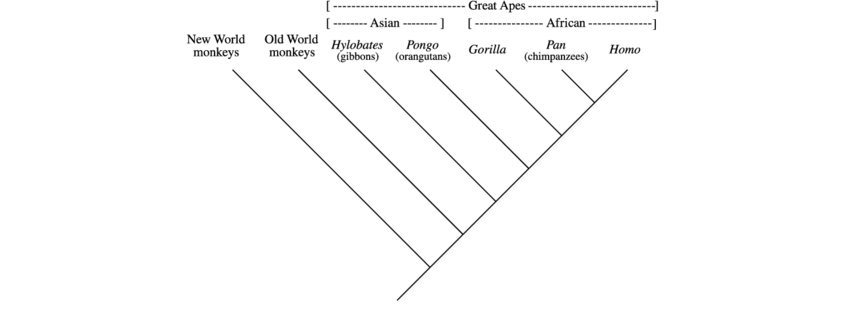 [ ------------------------- Great Apes ------------------------]
[ -------- Asian -------- ] [ ---------------- African --------------]
New World monkeys
Old World monkeys
Hylobates (gibbons)
Pongo (orangutans)
Gorilla
Pan (chimpanzees)
Homo